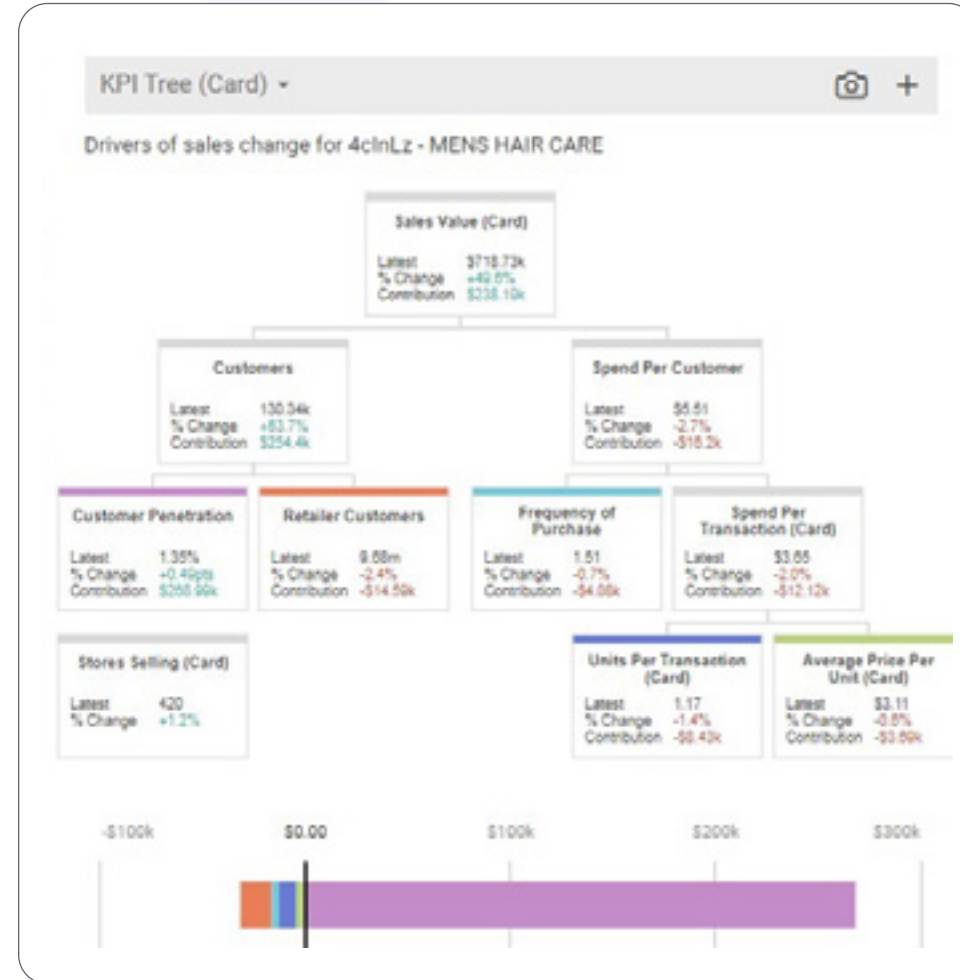 KPI Tree (Card)
Drivers of sales change for 4clnLz - MENS HAIR CARE
Sales Value (Card)
Latest $718.73k
% Change +49.6%
Contribution $238.19k
Customers
Latest 130.34k
% Change +53.7%
Contribution $254.4k
Spend Per Customer
Latest $5.51
% Change -2.7%
Contribution -$16.2k
Customer Penetration
Latest 1.35%
% Change +0.49pts
Contribution $268.99k
Retailer Customers
Latest 9.68m
% Change -2.4%
Contribution -$14.59k
Frequency of
Purchase
Latest 1.51
% Change -0.7%
Contribution -$4.08k
Spend Per
Transaction (Card)
Latest $3.65
% Change -2.0%
Contribution -$12.12k
Stores Selling (Card)
Latest 420
% Change +1.2%
Units Per Transaction
(Card)
Latest 1.17
% Change -1.4%
Contribution -$8.43k
Average Price Per
Unit (Card)
Latest $3.11
% Change -0.6%
Contribution -$3.69k
-$100k $0.00 $100k $200k $300k